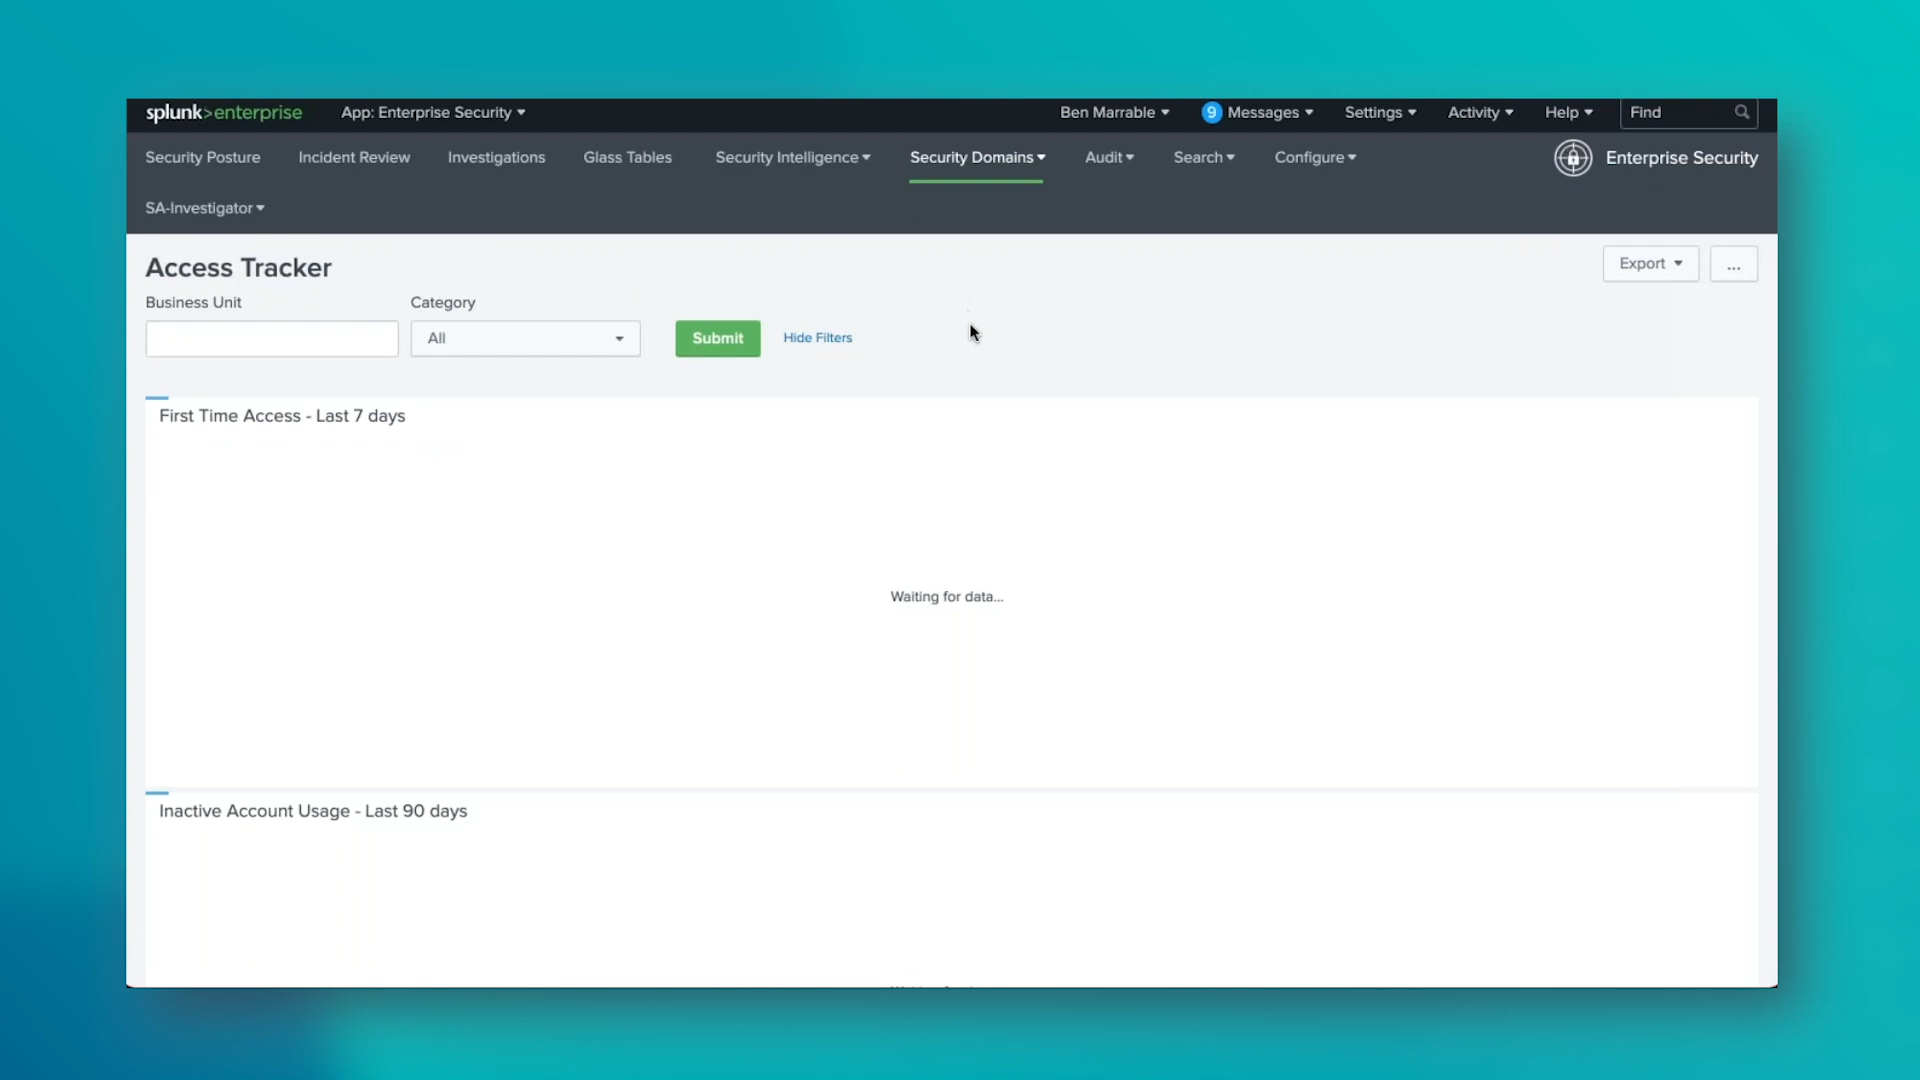 splunk>enterprise App: Enterprise Security Ben Marrable 9 Messages Settings Activity Help Find
Security Posture Incident Review Investigations Glass Tables Security Intelligence Security Domains Audit Search Configure Enterprise Security
SA-Investigator
Access Tracker
Export ...
Business Unit Category
All Submit Hide Filters
First Time Access - Last 7 days
Waiting for data...
Inactive Account Usage - Last 90 days